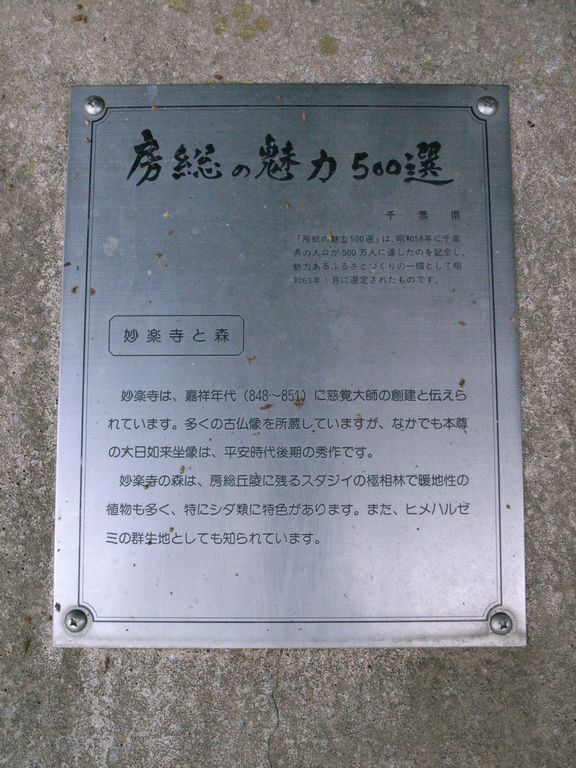 房総の魅力500選
千葉県
「房総の魅力500選」は、昭和58年に千葉
県の人口が500万人に達したのを記念し、
魅力あるふるさとづくりの一環として昭
和63年1月に選定されたものです。
妙楽寺と森
妙楽寺は、嘉祥年代(848〜851)に慈覚大師の創建と伝えら
れています。多くの古仏像を所蔵していますが、なかでも本尊
の大日如来坐像は、平安時代後期の秀作です。
妙楽寺の森は、房総丘陵に残るスダジイの極相林で暖地性の
植物も多く、特にシダ類に特色があります。また、ヒメハルゼ
ミの群生地としても知られています。